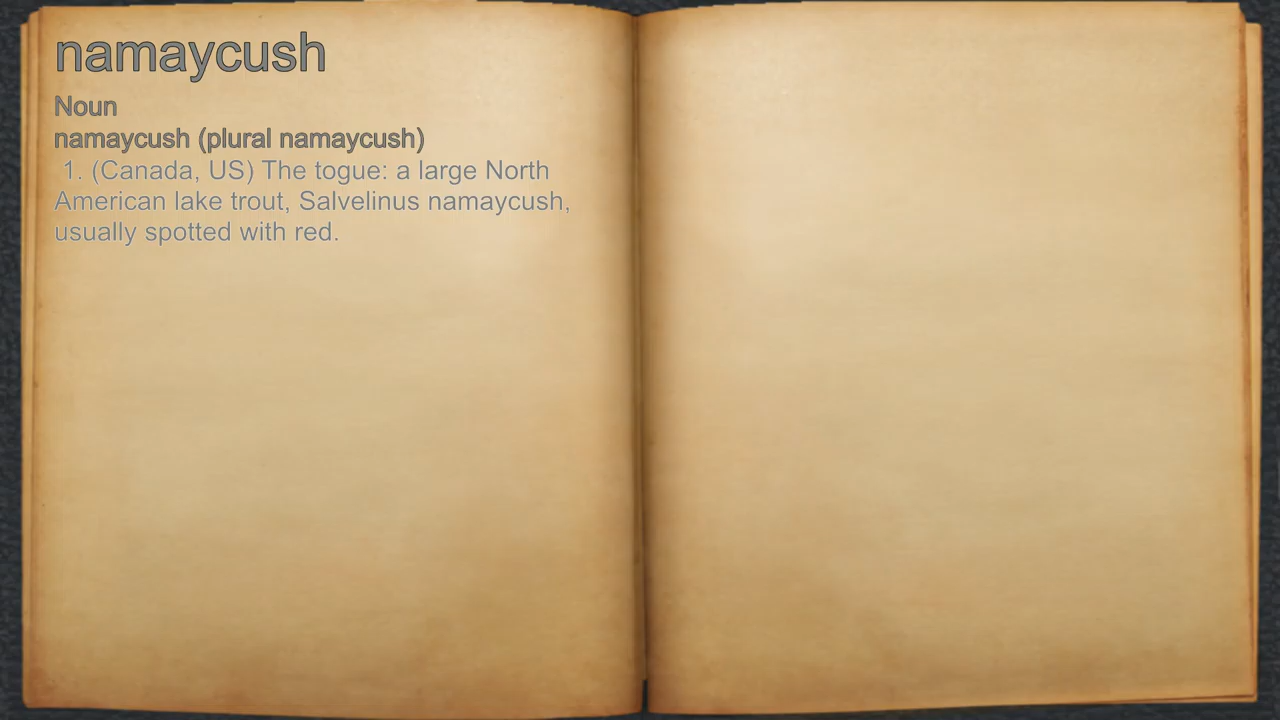 namaycush
Noun
namaycush (plural namaycush)
1. (Canada, US) The togue: a large North
American lake trout, Salvelinus namaycush,
usually spotted with red.